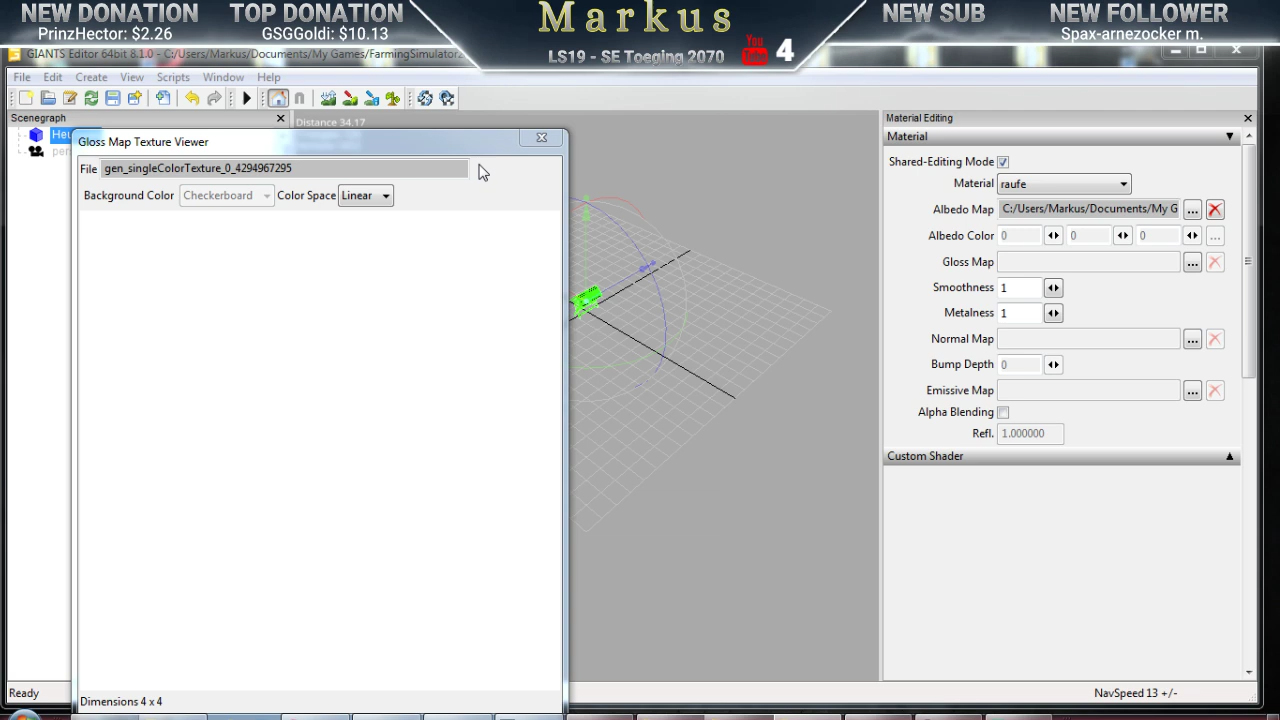 NEW DONATION
PrinzHector: $2.26
TOP DONATION
GSGGoldi: $10.13
Markus
LS19 - SE Toeging 2070
You Tube 4
NEW SUB
NEW FOLLOWER
Spax-arnezocker m.
GIANTS Editor 64bit 8.1.0 - C:/Users/Markus/Documents/My Games/FarmingSimulator
File Edit Create View Scripts Window Help
Scenegraph
Distance 34.17
Material Editing
Gloss Map Texture Viewer
File gen_singleColorTexture_0_4294967295
Background Color Checkerboard Color Space Linear
Dimensions 4 x 4
Material
Shared-Editing Mode
Material raufe
Albedo Map C:/Users/Markus/Documents/My G ...
Albedo Color 0 0 0 ...
Gloss Map ...
Smoothness 1
Metalness 1
Normal Map ...
Bump Depth 0
Emissive Map ...
Alpha Blending
Refl. 1.000000
Custom Shader
Ready
NavSpeed 13 +/-